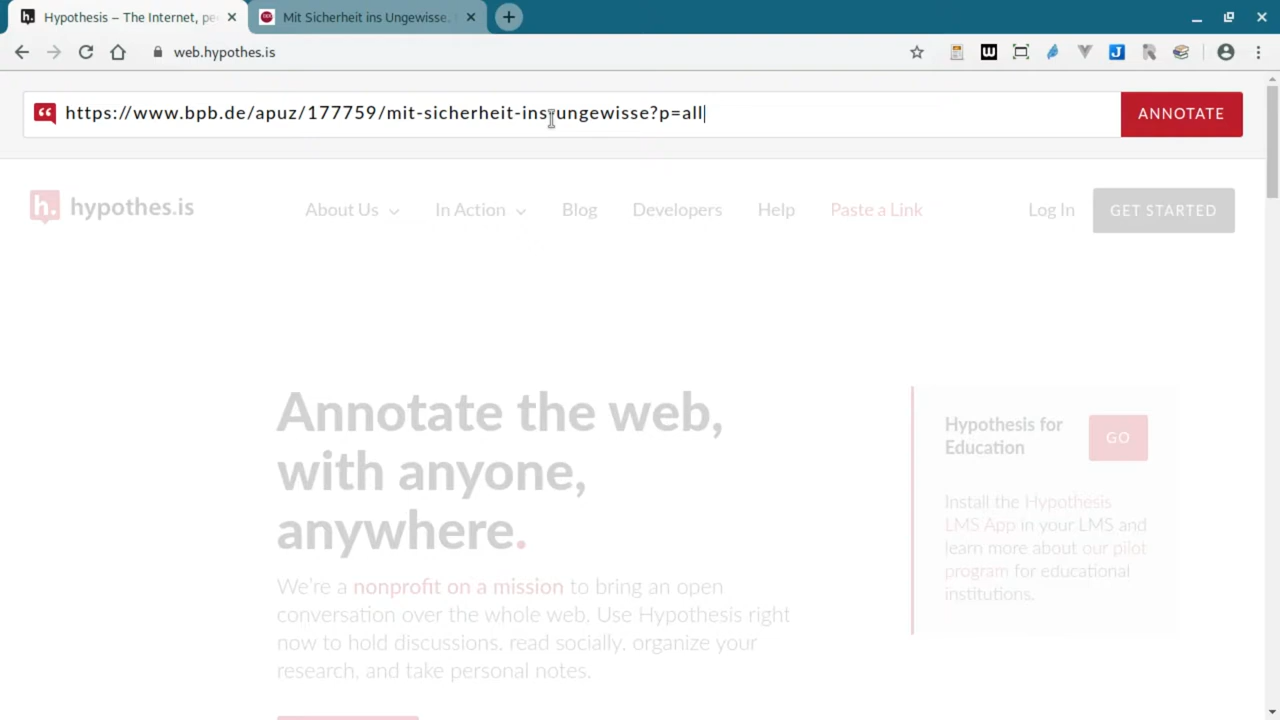 Hypothesis – The Internet, pe
Mit Sicherheit ins Ungewisse.
web.hypothes.is
https://www.bpb.de/apuz/177759/mit-sicherheit-ins-ungewisse?p=all
ANNOTATE
h. hypothes.is
About Us
In Action
Blog
Developers
Help
Paste a Link
Log In
GET STARTED
Annotate the web,
with anyone,
anywhere.
We're a nonprofit on a mission to bring an open
conversation over the whole web. Use Hypothesis right
now to hold discussions, read socially, organize your
research, and take personal notes.
Hypothesis for
Education
GO
Install the Hypothesis
LMS App in your LMS and
learn more about our pilot
program for educational
institutions.